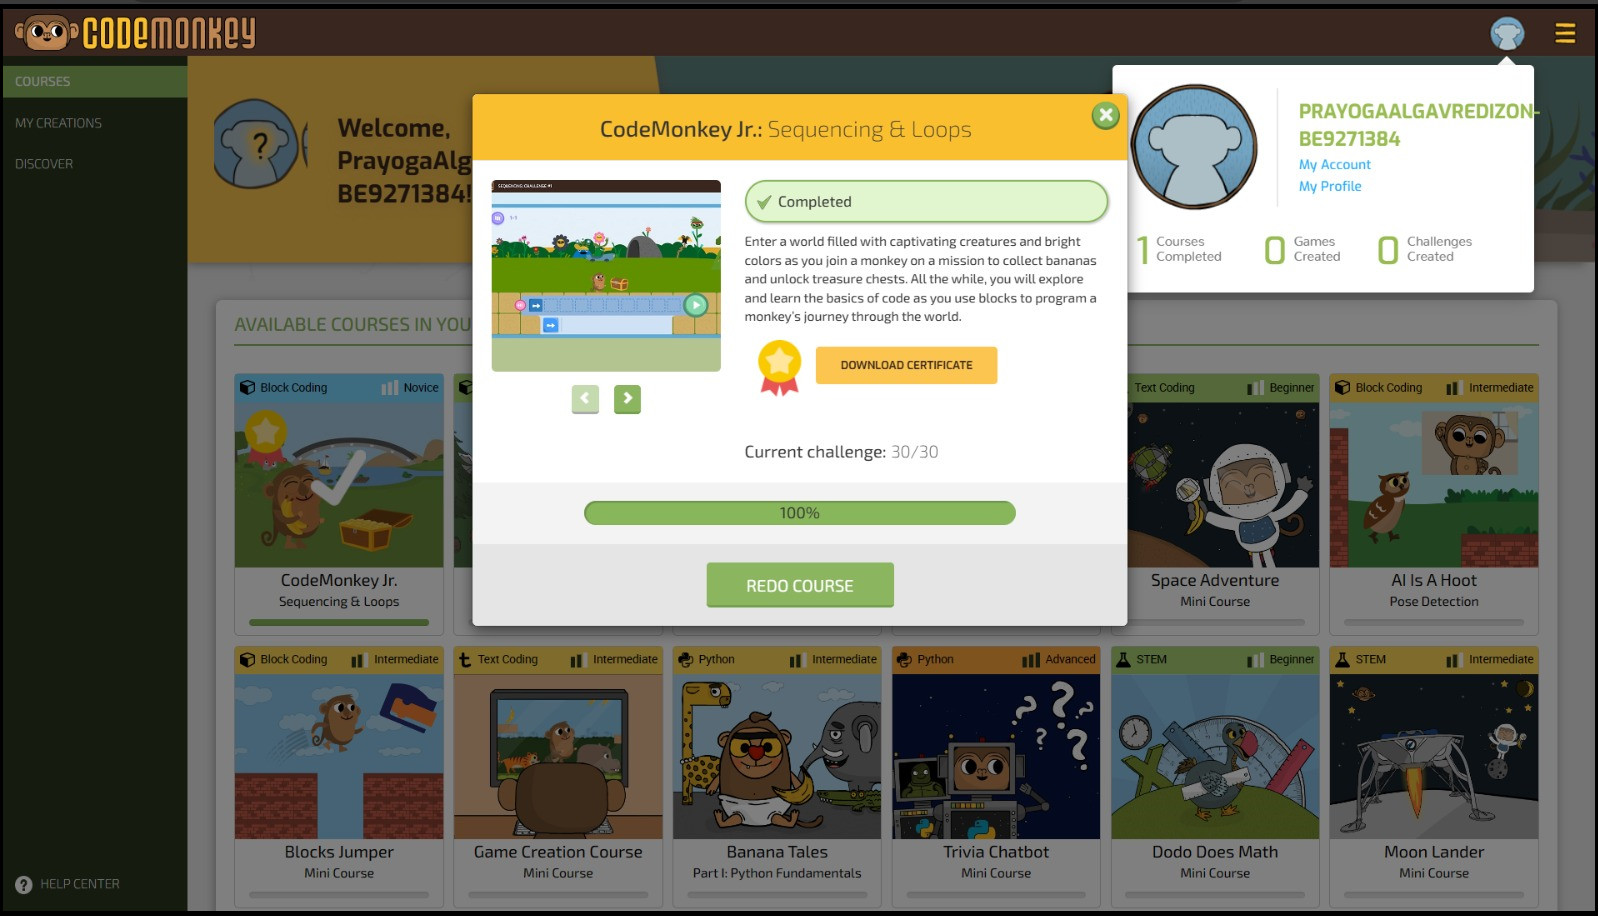 CODEMONKEY
COURSES
MY CREATIONS
DISCOVER
HELP CENTER
Welcome,
PrayogaAlg
BE9271384!
PRAYOGAALGAVREDIZON-
BE9271384
My Account
My Profile
1 Courses
Completed
0 Games
Created
0 Challenges
Created
CodeMonkey Jr.: Sequencing & Loops
SEQUENCING CHALLENGE #1
Completed
Enter a world filled with captivating creatures and bright
colors as you join a monkey on a mission to collect bananas
and unlock treasure chests. All the while, you will explore
and learn the basics of code as you use blocks to program a
monkey's journey through the world.
DOWNLOAD CERTIFICATE
Current challenge: 30/30
100%
REDO COURSE
AVAILABLE COURSES IN YOU
Block Coding Novice
CodeMonkey Jr.
Sequencing & Loops
Text Coding Beginner
Space Adventure
Mini Course
Block Coding Intermediate
AI Is A Hoot
Pose Detection
Block Coding Intermediate
Blocks Jumper
Mini Course
Text Coding Intermediate
Game Creation Course
Mini Course
Python Intermediate
Banana Tales
Part I: Python Fundamentals
Python Advanced
Trivia Chatbot
Mini Course
STEM Beginner
Dodo Does Math
Mini Course
STEM Intermediate
Moon Lander
Mini Course